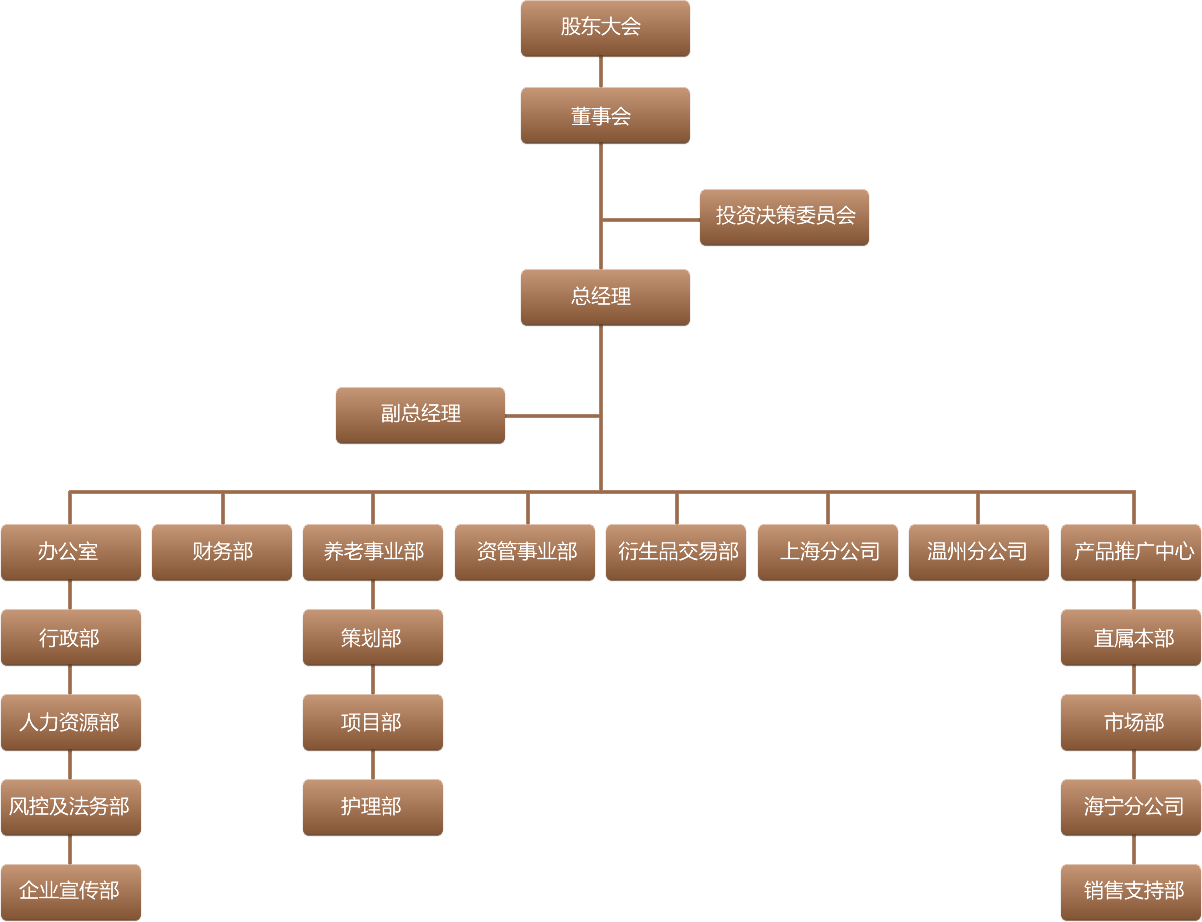 股东大会
董事会
投资决策委员会
总经理
副总经理
办公室
财务部
养老事业部
资管事业部
衍生品交易部
上海分公司
温州分公司
产品推广中心
行政部
策划部
直属本部
人力资源部
项目部
市场部
风控及法务部
护理部
海宁分公司
企业宣传部
销售支持部